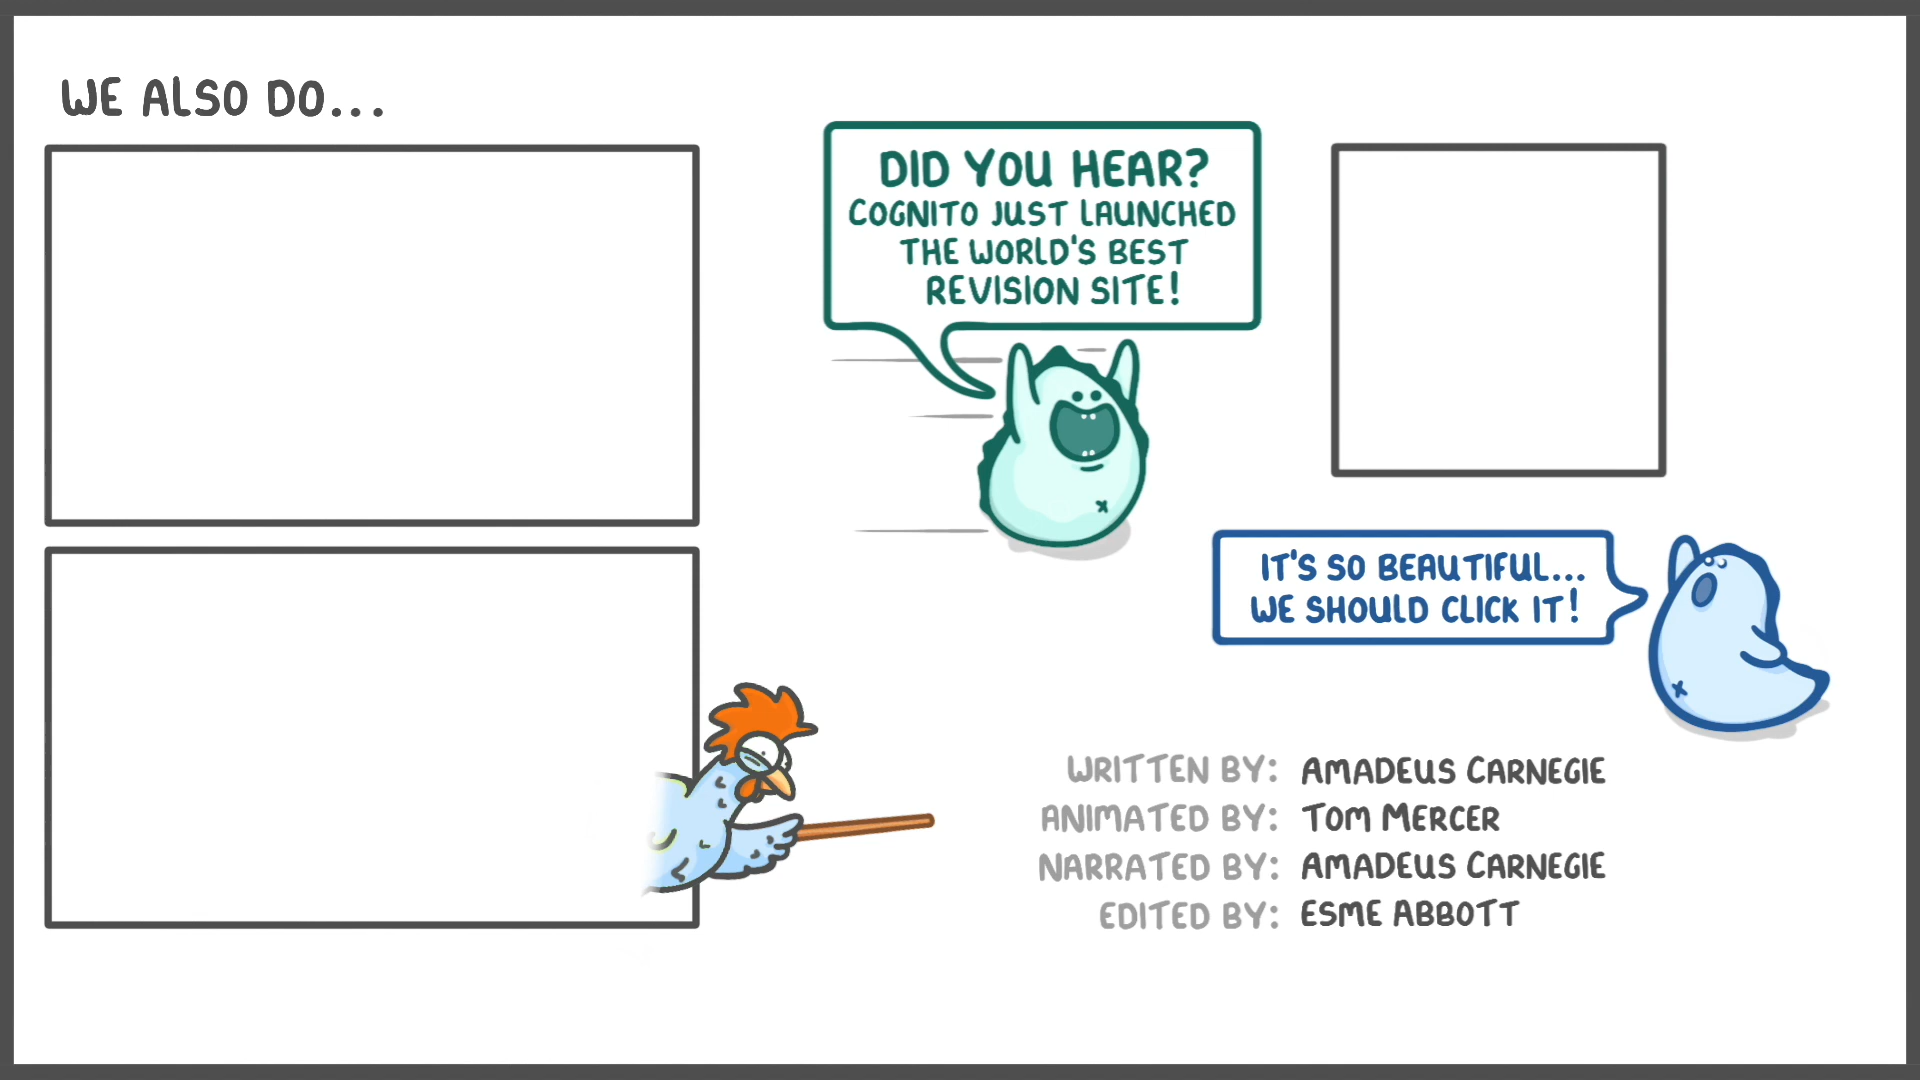 WE ALSO DO...
DID YOU HEAR?
COGNITO JUST LAUNCHED
THE WORLD'S BEST
REVISION SITE!
IT'S SO BEAUTIFUL...
WE SHOULD CLICK IT!
WRITTEN BY: AMADEUS CARNEGIE
ANIMATED BY: TOM MERCER
NARRATED BY: AMADEUS CARNEGIE
EDITED BY: ESME ABBOTT